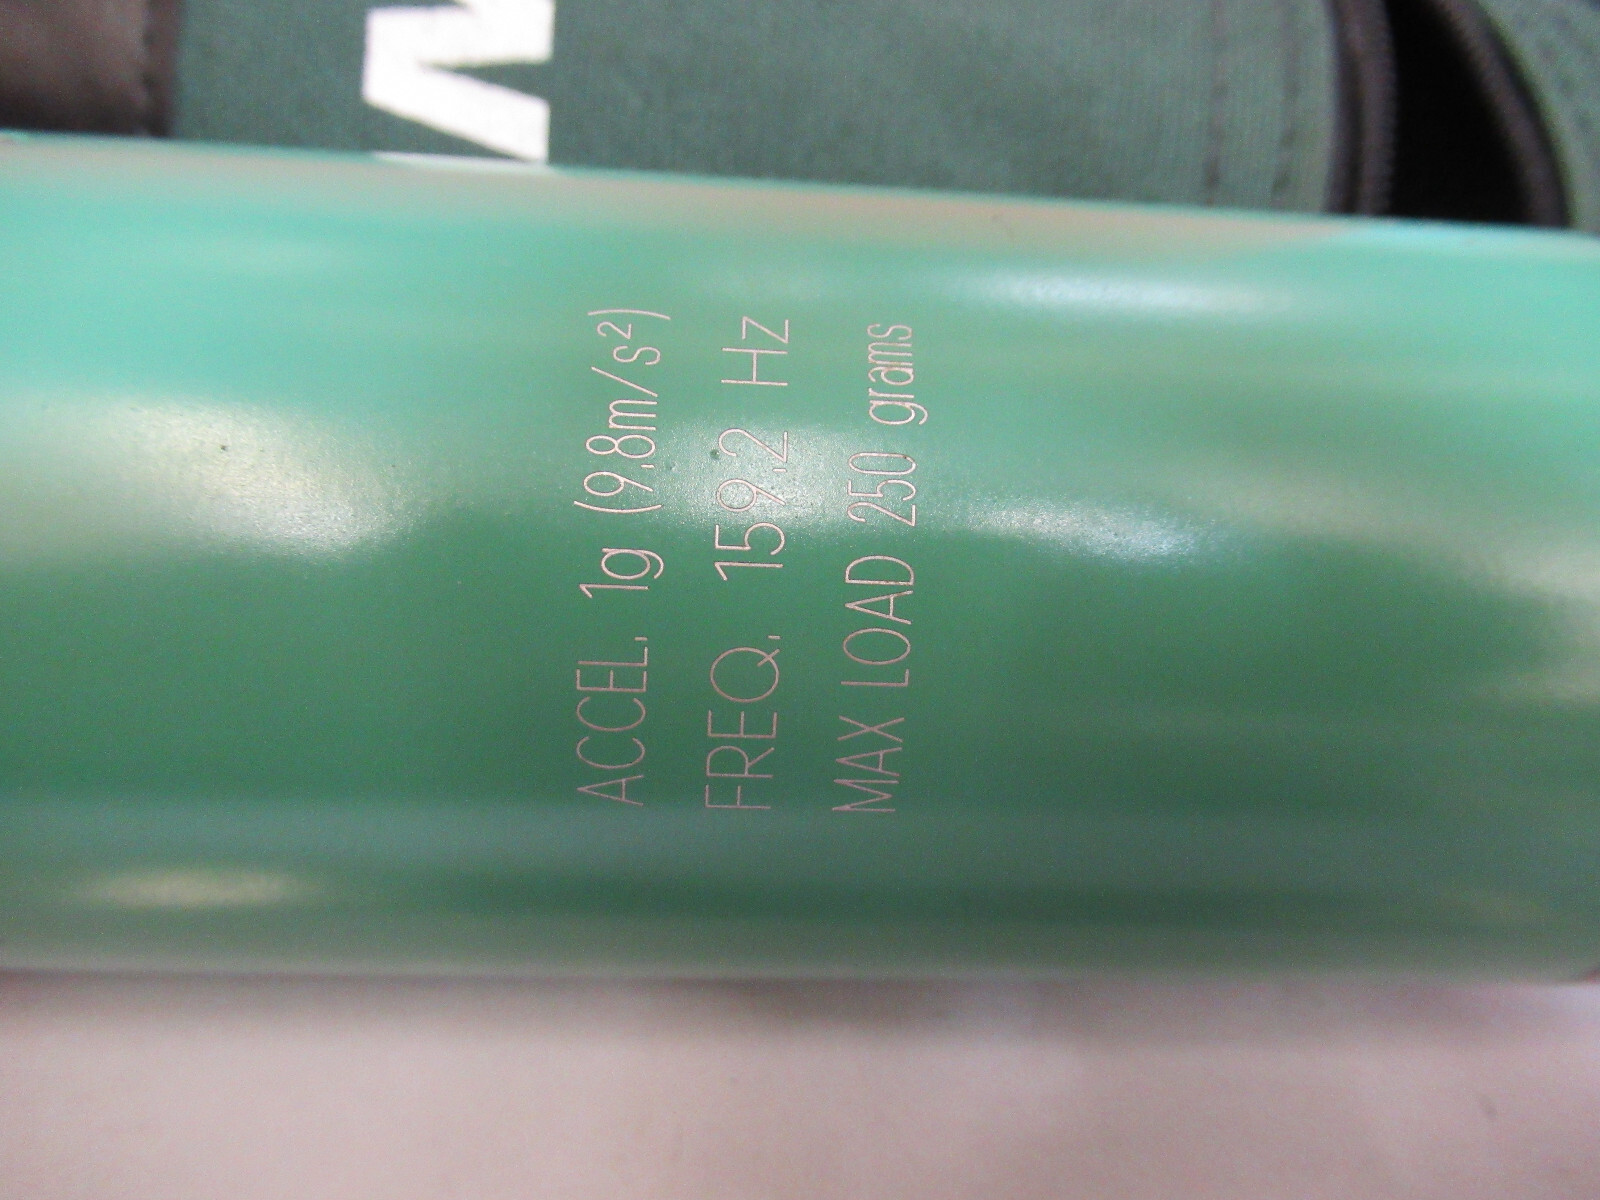 ACCEL. 1g (9.8m/s²)
FREQ. 159.2 Hz
MAX LOAD 250 grams